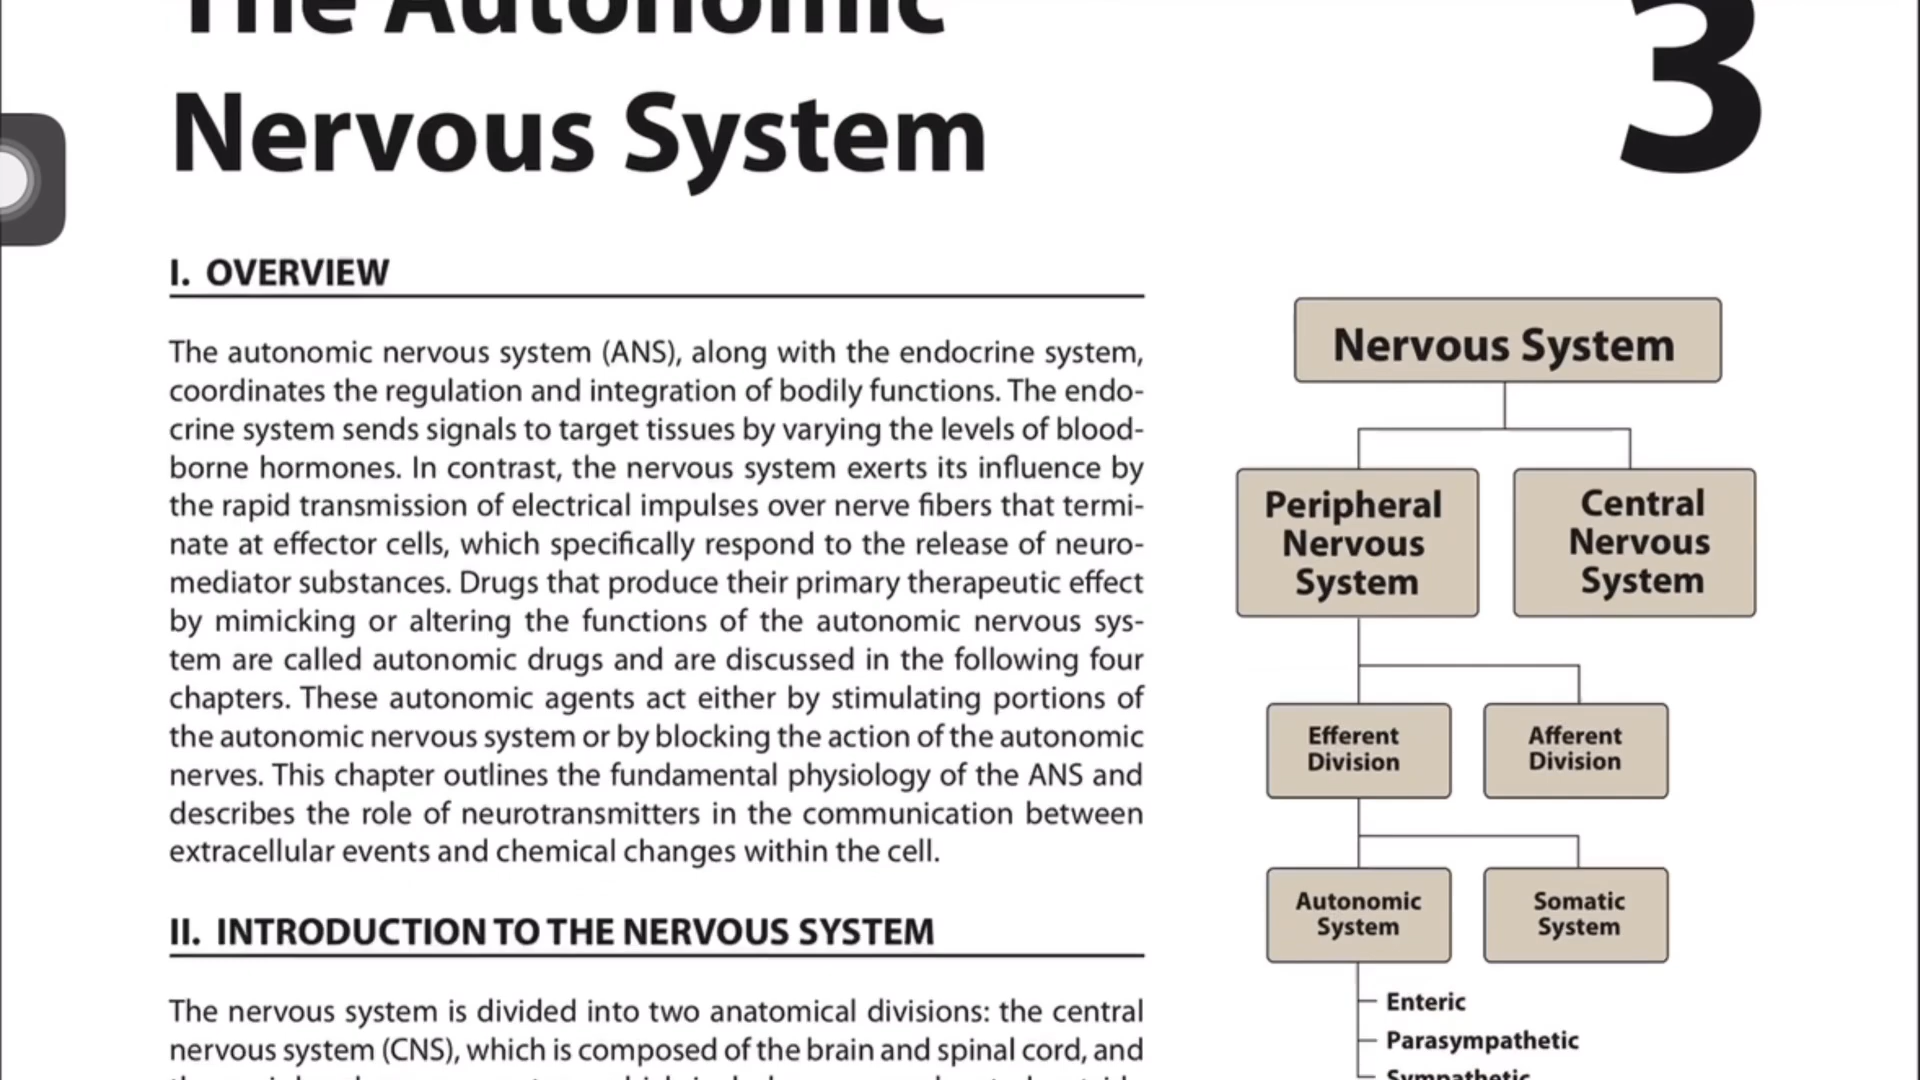 The Autonomic
Nervous System
3
I. OVERVIEW
The autonomic nervous system (ANS), along with the endocrine system,
coordinates the regulation and integration of bodily functions. The endo-
crine system sends signals to target tissues by varying the levels of blood-
borne hormones. In contrast, the nervous system exerts its influence by
the rapid transmission of electrical impulses over nerve fibers that termi-
nate at effector cells, which specifically respond to the release of neuro-
mediator substances. Drugs that produce their primary therapeutic effect
by mimicking or altering the functions of the autonomic nervous sys-
tem are called autonomic drugs and are discussed in the following four
chapters. These autonomic agents act either by stimulating portions of
the autonomic nervous system or by blocking the action of the autonomic
nerves. This chapter outlines the fundamental physiology of the ANS and
describes the role of neurotransmitters in the communication between
extracellular events and chemical changes within the cell.
II. INTRODUCTION TO THE NERVOUS SYSTEM
The nervous system is divided into two anatomical divisions: the central
nervous system (CNS), which is composed of the brain and spinal cord, and
Nervous System
Peripheral
Nervous
System
Central
Nervous
System
Efferent
Division
Afferent
Division
Autonomic
System
Somatic
System
Enteric
Parasympathetic
Sympathetic